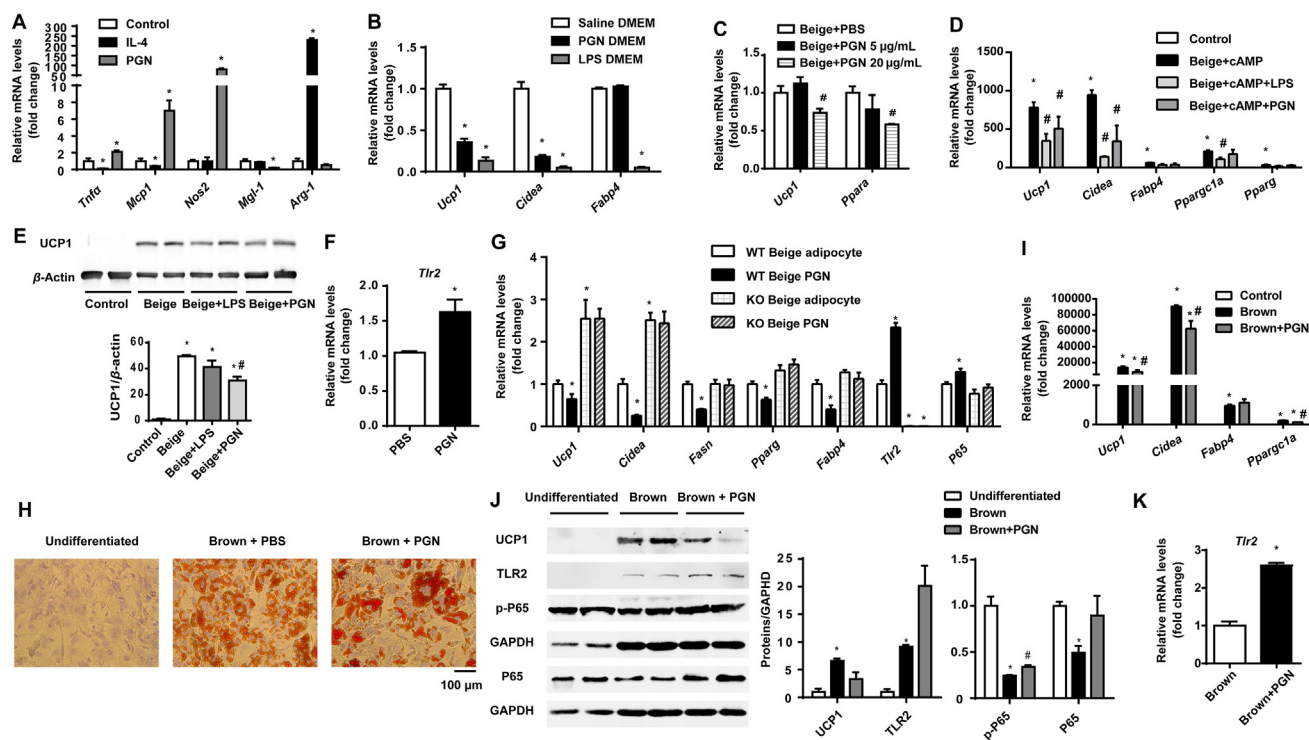 A
Control
IL-4
PGN
Relative mRNA levels
(fold change)
300
250
200
150
100
50
8
6
4
2
1
0
*
*
*
*
*
*
*
Tnfα
Mcp1
Nos2
Mgl-1
Arg-1
B
Saline DMEM
PGN DMEM
LPS DMEM
Relative mRNA levels
(fold change)
1.5
1.0
0.5
0.0
*
*
*
*
*
Ucp1
Cidea
Fabp4
C
Beige+PBS
Beige+PGN 5 μg/mL
Beige+PGN 20 μg/mL
Relative mRNA levels
(fold change)
1.5
1.0
0.5
0.0
#
#
Ucp1
Ppara
D
Control
Beige+cAMP
Beige+cAMP+LPS
Beige+cAMP+PGN
Relative mRNA levels
(fold change)
1000
500
0
*
#
#
*
#
#
*
*
#
*
Ucp1
Cidea
Fabp4
Ppargc1a
Pparg
E
UCP1
β-Actin
Control
Beige
Beige+LPS
Beige+PGN
UCP1/β-actin
80
60
40
20
0
*
*
*#
Control
Beige
Beige+LPS
Beige+PGN
F
Tlr2
Relative mRNA levels
(fold change)
2.0
1.5
1.0
0.5
0.0
*
PBS
PGN
G
WT Beige adipocyte
WT Beige PGN
KO Beige adipocyte
KO Beige PGN
Relative mRNA levels
(fold change)
4
3
2
1
0
*
*
*
*
*
*
*
*
*
*
*
*
Ucp1
Cidea
Fasn
Pparg
Fabp4
Tlr2
P65
H
Undifferentiated
Brown + PBS
Brown + PGN
100 μm
I
Control
Brown
Brown+PGN
Relative mRNA levels
(fold change)
100000
80000
60000
40000
20000
2000
0
*
* #
*
* #
*
*
* #
Ucp1
Cidea
Fabp4
Ppargc1a
J
Undifferentiated
Brown
Brown + PGN
UCP1
TLR2
p-P65
GAPDH
P65
GAPDH
Undifferentiated
Brown
Brown+PGN
Proteins/GAPHD
25
20
15
10
5
0
*
*
UCP1
TLR2
1.5
1.0
0.5
0.0
*
#
*
p-P65
P65
K
Tlr2
Relative mRNA levels
(fold change)
3
2
1
0
*
Brown
Brown+PGN